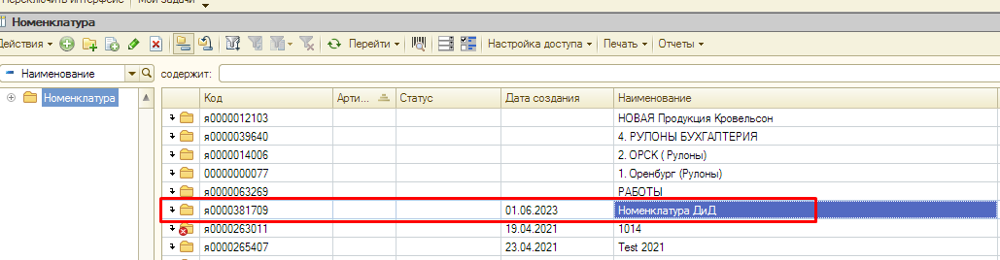 Переключить интерфейс Мои задачи
Номенклатура
Действия Перейти Настройка доступа Печать Отчеты
Наименование содержит:
Номенклатура
Код Арти... Статус Дата создания Наименование
я0000012103 НОВАЯ Продукция Кровельсон
я0000039640 4. РУЛОНЫ БУХГАЛТЕРИЯ
я0000014006 2. ОРСК ( Рулоны)
00000000077 1. Оренбург (Рулоны)
я0000063269 РАБОТЫ
я0000381709 01.06.2023 Номенклатура ДиД
я0000263011 19.04.2021 1014
я0000265407 23.04.2021 Test 2021